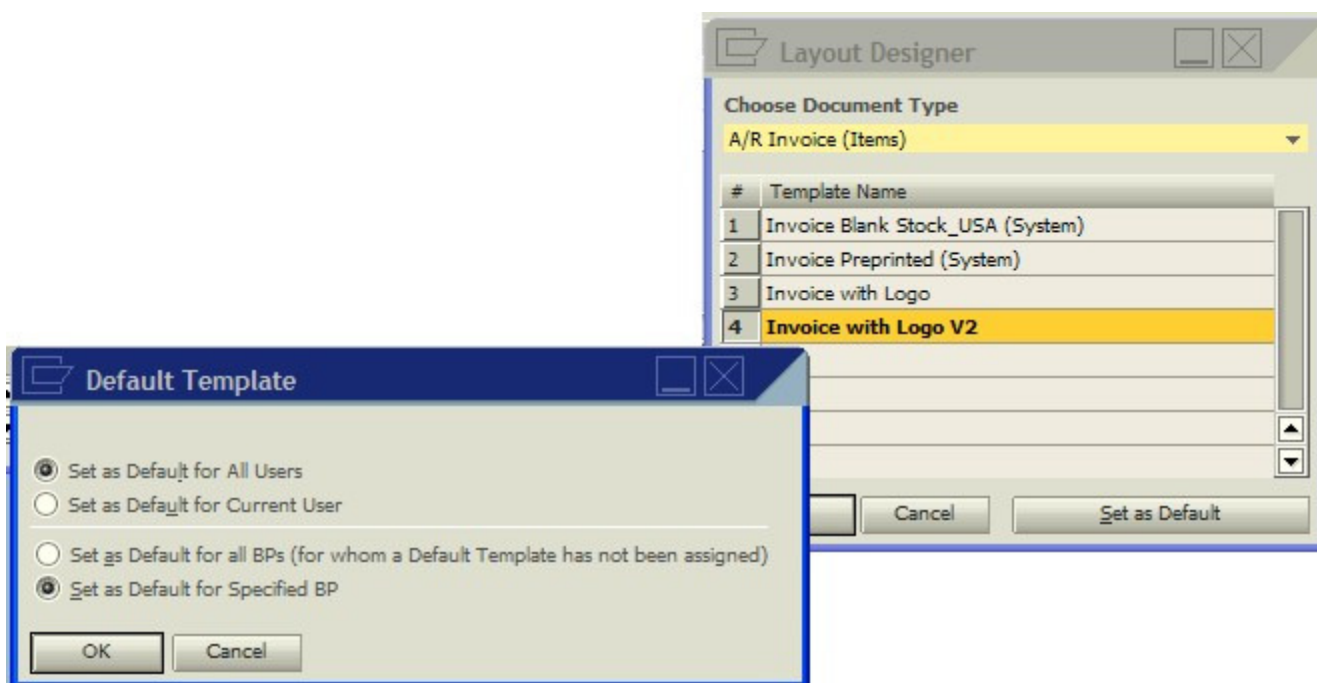 Layout Designer
Choose Document Type
A/R Invoice (Items)
# Template Name
1 Invoice Blank Stock_USA (System)
2 Invoice Preprinted (System)
3 Invoice with Logo
4 Invoice with Logo V2
Cancel Set as Default
Default Template
Set as Default for All Users
Set as Default for Current User
Set as Default for all BPs (for whom a Default Template has not been assigned)
Set as Default for Specified BP
OK Cancel